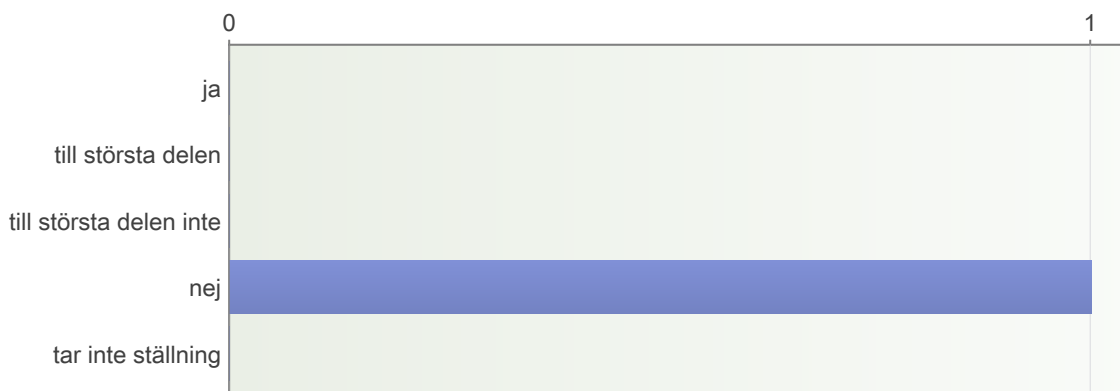 0 1
ja
till största delen
till största delen inte
nej
tar inte ställning